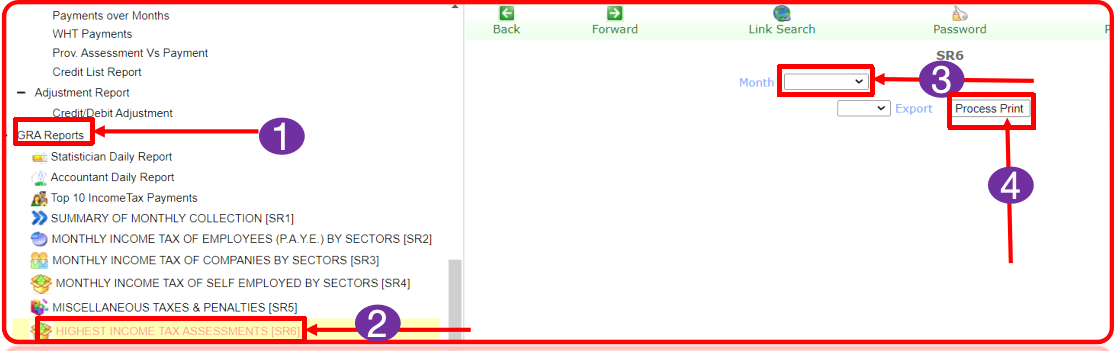 Payments over Months
WHT Payments
Prov. Assessment Vs Payment
Credit List Report
Adjustment Report
Credit/Debit Adjustment
GRA Reports
1
Statistician Daily Report
Accountant Daily Report
Top 10 IncomeTax Payments
SUMMARY OF MONTHLY COLLECTION [SR1]
MONTHLY INCOME TAX OF EMPLOYEES (P.A.Y.E.) BY SECTORS [SR2]
MONTHLY INCOME TAX OF COMPANIES BY SECTORS [SR3]
MONTHLY INCOME TAX OF SELF EMPLOYED BY SECTORS [SR4]
MISCELLANEOUS TAXES & PENALTIES [SR5]
HIGHEST INCOME TAX ASSESSMENTS [SR6]
2
Back Forward Link Search Password P
SR6
Month 3
Export Process Print
4